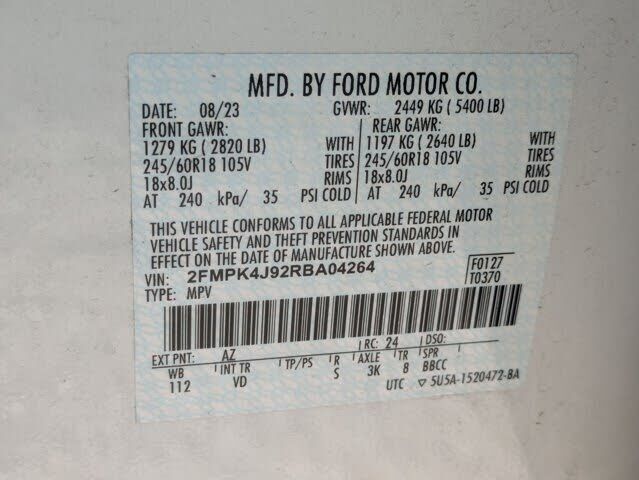 MFD. BY FORD MOTOR CO.
DATE: 08/23 GVWR: 2449 KG ( 5400 LB)
FRONT GAWR: REAR GAWR:
1279 KG ( 2820 LB) WITH 1197 KG ( 2640 LB) WITH
245/60R18 105V TIRES 245/60R18 105V TIRES
18x8.0J RIMS 18x8.0J RIMS
AT 240 kPa/ 35 PSI COLD AT 240 kPa/ 35 PSI COLD
THIS VEHICLE CONFORMS TO ALL APPLICABLE FEDERAL MOTOR
VEHICLE SAFETY AND THEFT PREVENTION STANDARDS IN
EFFECT ON THE DATE OF MANUFACTURE SHOWN ABOVE.
VIN: 2FMPK4J92RBA04264 F0127
TYPE: MPV T0370
EXT PNT: AZ RC: 24 DSO:
WB INT TR TP/PS R AXLE TR SPR
112 VD S 3K 8 BBCC
UTC ▽ 5U5A-1520472-BA